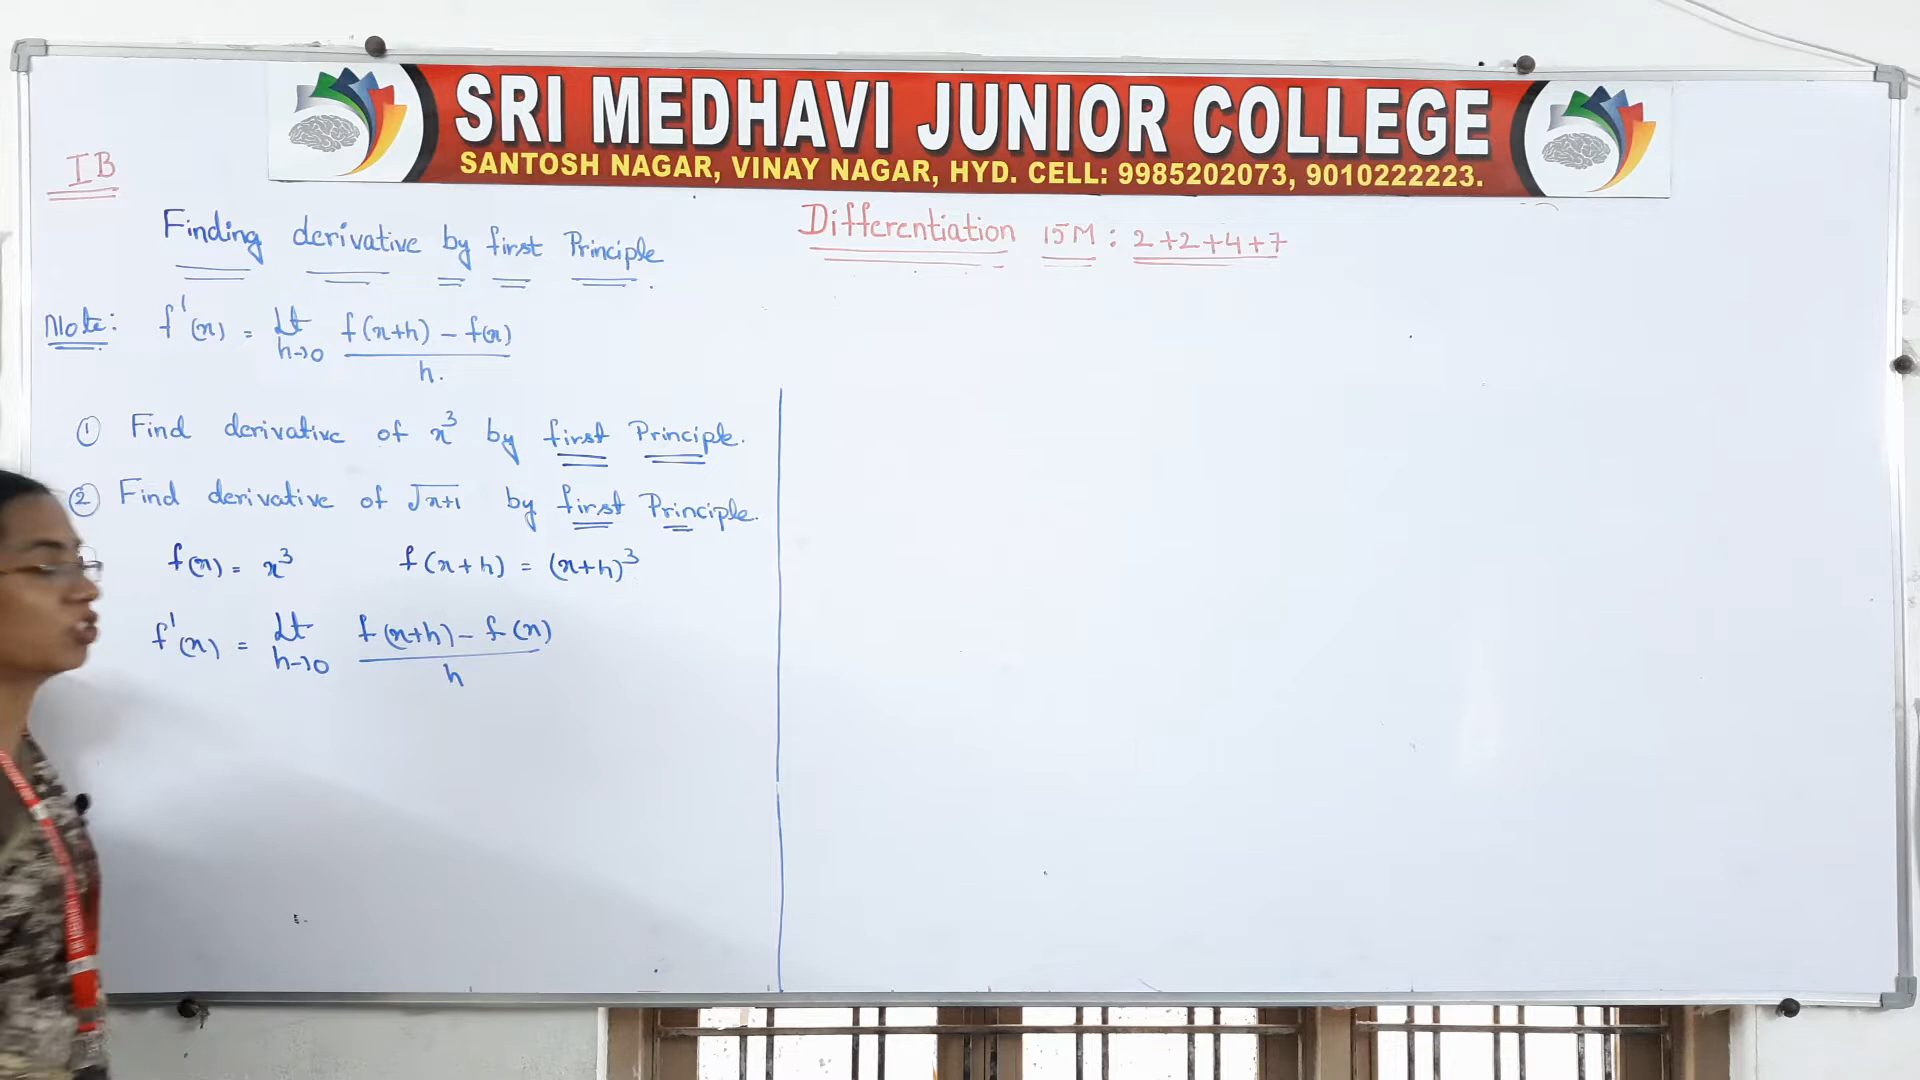 SRI MEDHAVI JUNIOR COLLEGE
SANTOSH NAGAR, VINAY NAGAR, HYD. CELL: 9985202073, 9010222223.
IB
Differentiation 15M : 2+2+4+7
Finding derivative by first Principle.
Note: f'(x) = Lt h→0 f(x+h) - f(x) / h.
① Find derivative of x³ by first Principle.
② Find derivative of √x+1 by first Principle.
f(x) = x³ f(x+h) = (x+h)³
f'(x) = Lt h→0 f(x+h) - f(x) / h